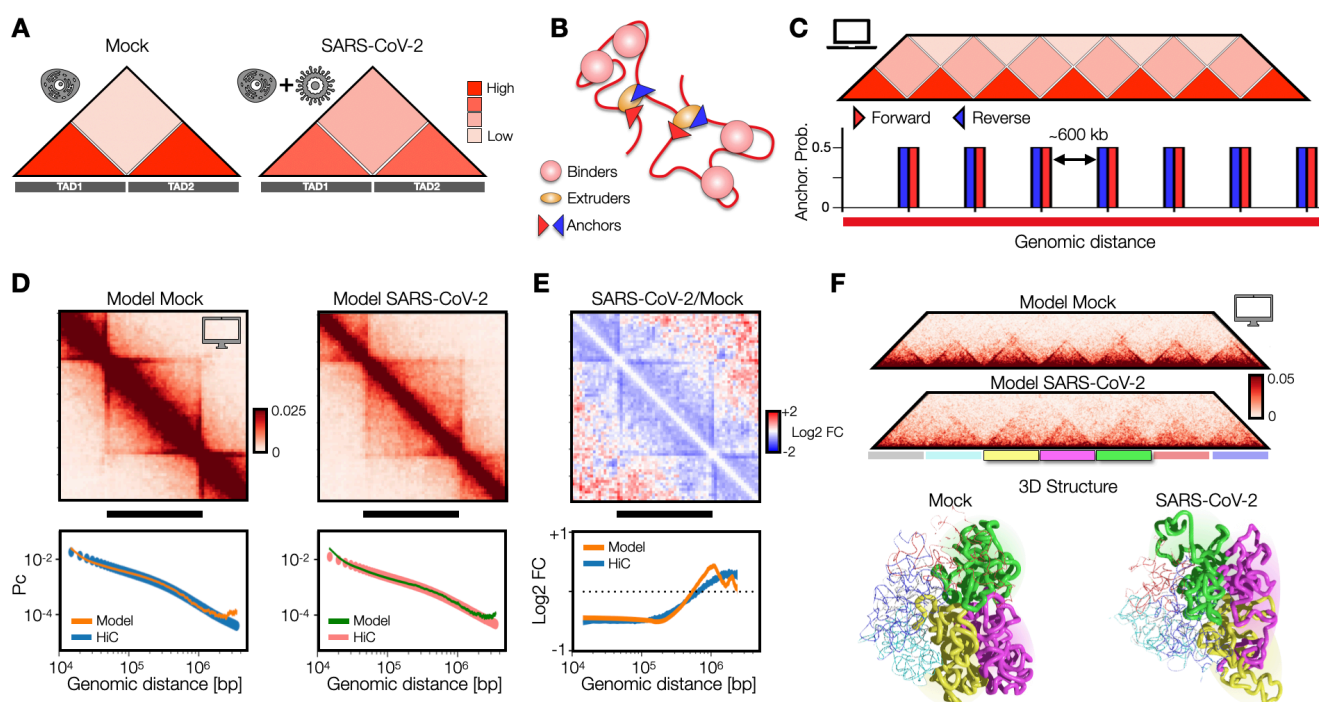 A
Mock
SARS-CoV-2
High
Low
TAD1
TAD2
TAD1
TAD2
B
Binders
Extruders
Anchors
C
Forward
Reverse
~600 kb
Anchor. Prob.
0.5
0
Genomic distance
D
Model Mock
Model SARS-CoV-2
0.025
0
E
SARS-CoV-2/Mock
+2
Log2 FC
-2
Pc
10-2
10-4
Model
HiC
10⁴
10⁵
10⁶
Genomic distance [bp]
10-2
10-4
Model
HiC
10⁴
10⁵
10⁶
Genomic distance [bp]
Log2 FC
+1
-1
Model
HiC
10⁴
10⁵
10⁶
Genomic distance [bp]
F
Model Mock
Model SARS-CoV-2
0.05
0
3D Structure
Mock
SARS-CoV-2